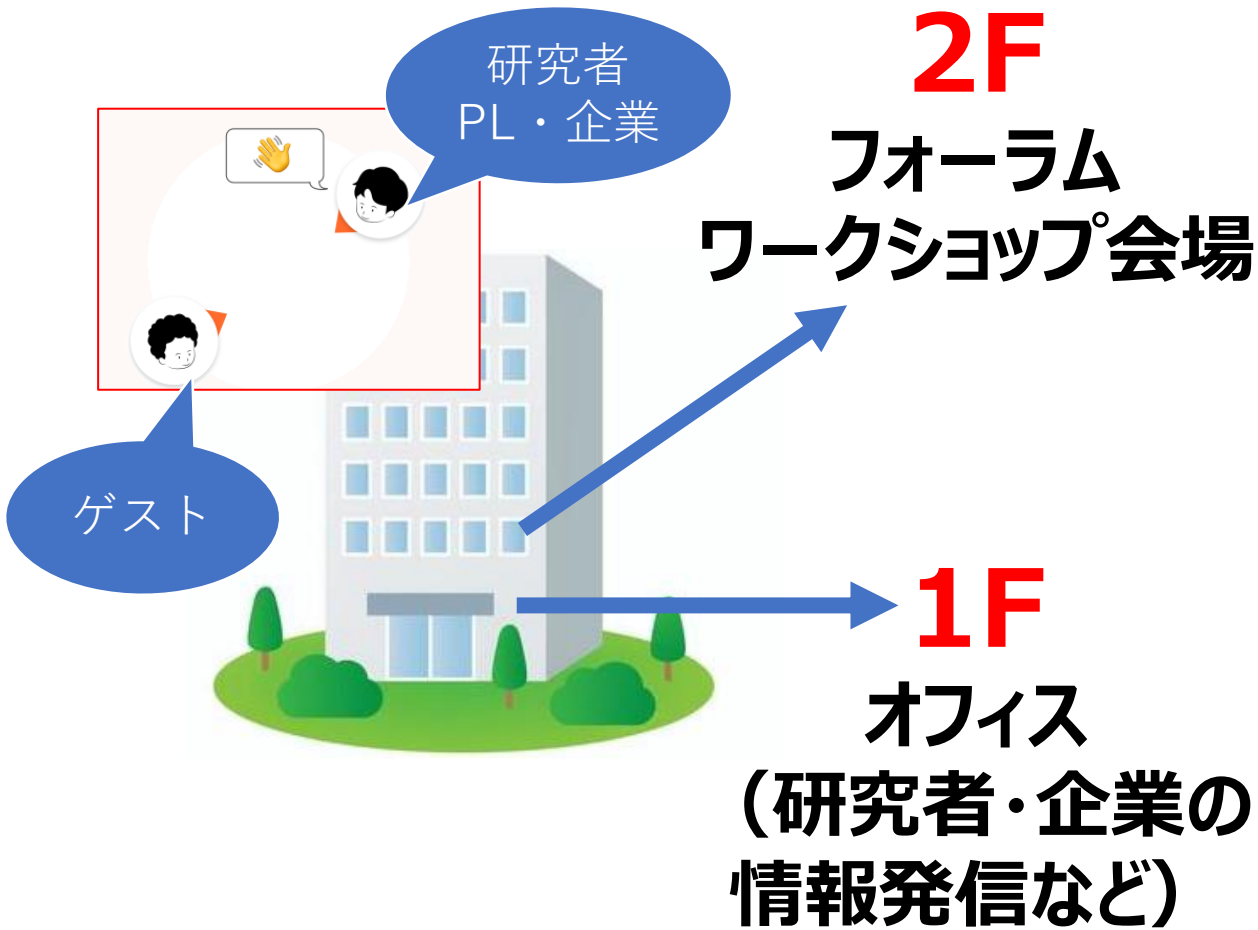 研究者
PL・企業
ゲスト
2F
フォーラム
ワークショップ会場
1F
オフィス
（研究者・企業の
情報発信など）